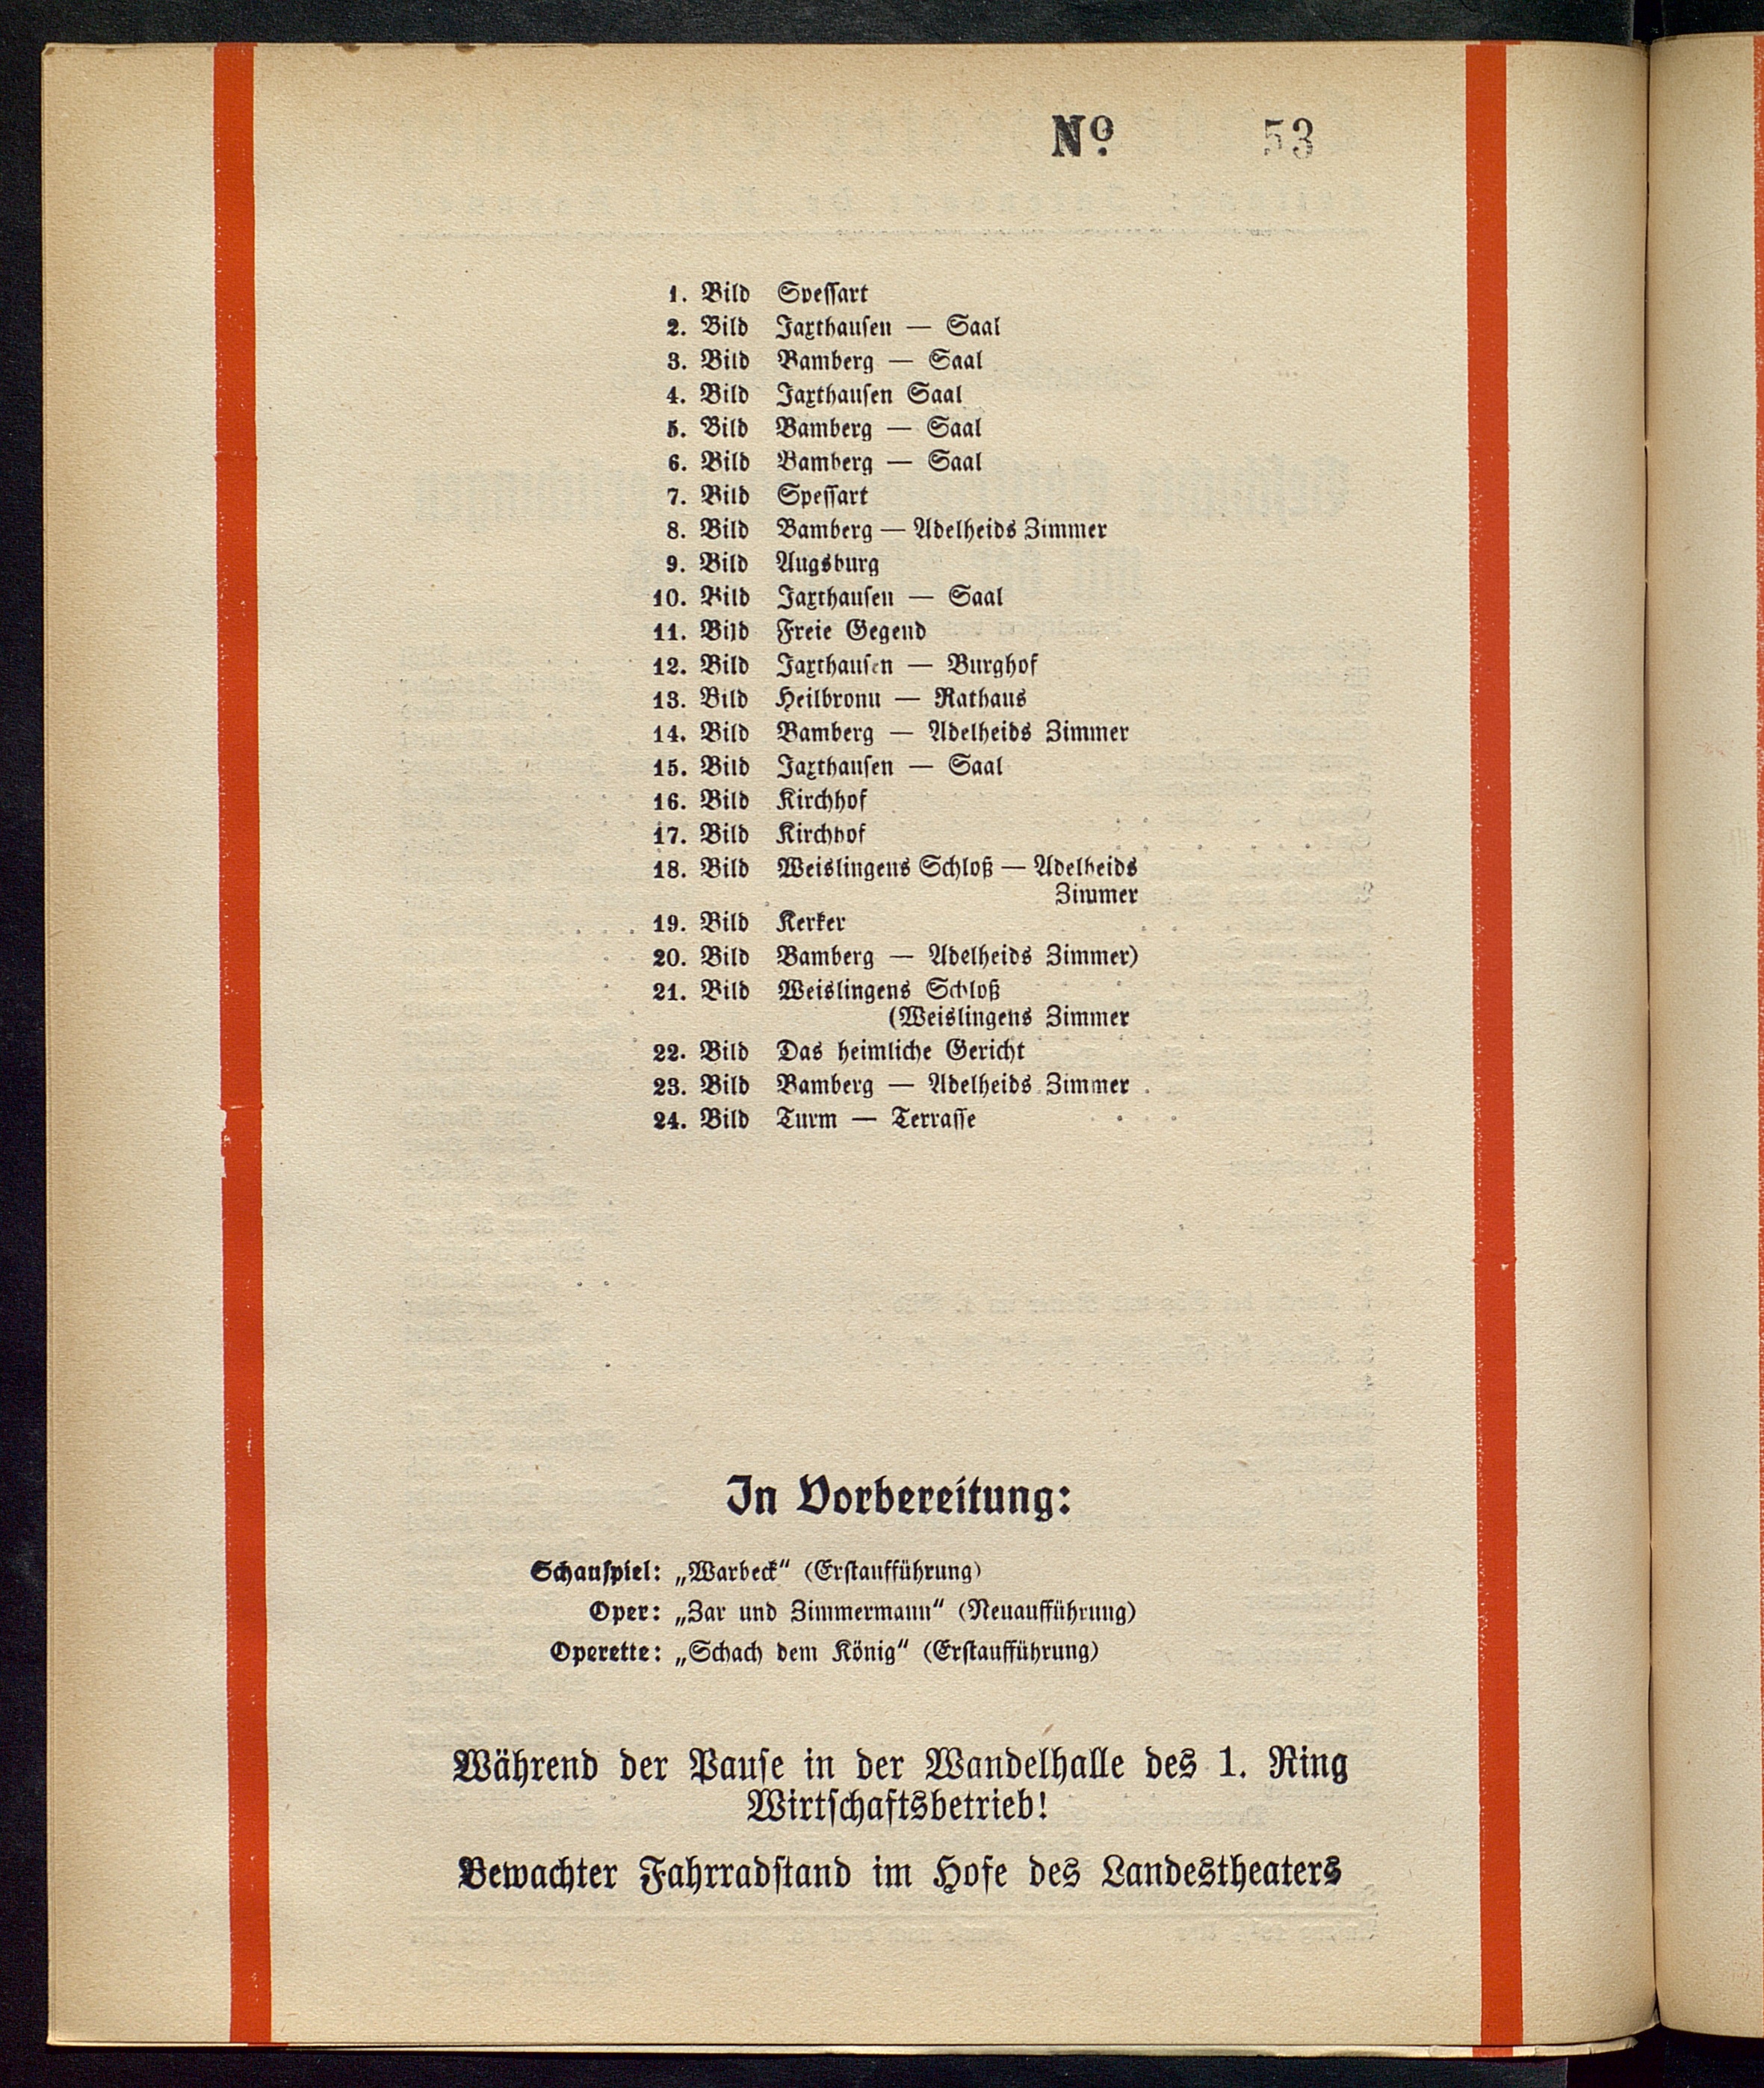 Nº 53
1. Bild Spessart
2. Bild Jaxthausen — Saal
3. Bild Bamberg — Saal
4. Bild Jaxthausen Saal
5. Bild Bamberg — Saal
6. Bild Bamberg — Saal
7. Bild Spessart
8. Bild Bamberg — Adelheids Zimmer
9. Bild Augsburg
10. Bild Jaxthausen — Saal
11. Bild Freie Gegend
12. Bild Jaxthausen — Burghof
13. Bild Heilbronn — Rathaus
14. Bild Bamberg — Adelheids Zimmer
15. Bild Jaxthausen — Saal
16. Bild Kirchhof
17. Bild Kirchhof
18. Bild Weislingens Schloß — Adelheids
Zimmer
19. Bild Kerker
20. Bild Bamberg — Adelheids Zimmer)
21. Bild Weislingens Schloß
(Weislingens Zimmer
22. Bild Das heimliche Gericht
23. Bild Bamberg — Adelheids Zimmer
24. Bild Turm — Terrasse
In Vorbereitung:
Schauspiel: „Warbeck“ (Erstaufführung)
Oper: „Zar und Zimmermann“ (Neuaufführung)
Operette: „Schach dem König“ (Erstaufführung)
Während der Pause in der Wandelhalle des 1. Ring
Wirtschaftsbetrieb!
Bewachter Fahrradstand im Hofe des Landestheaters